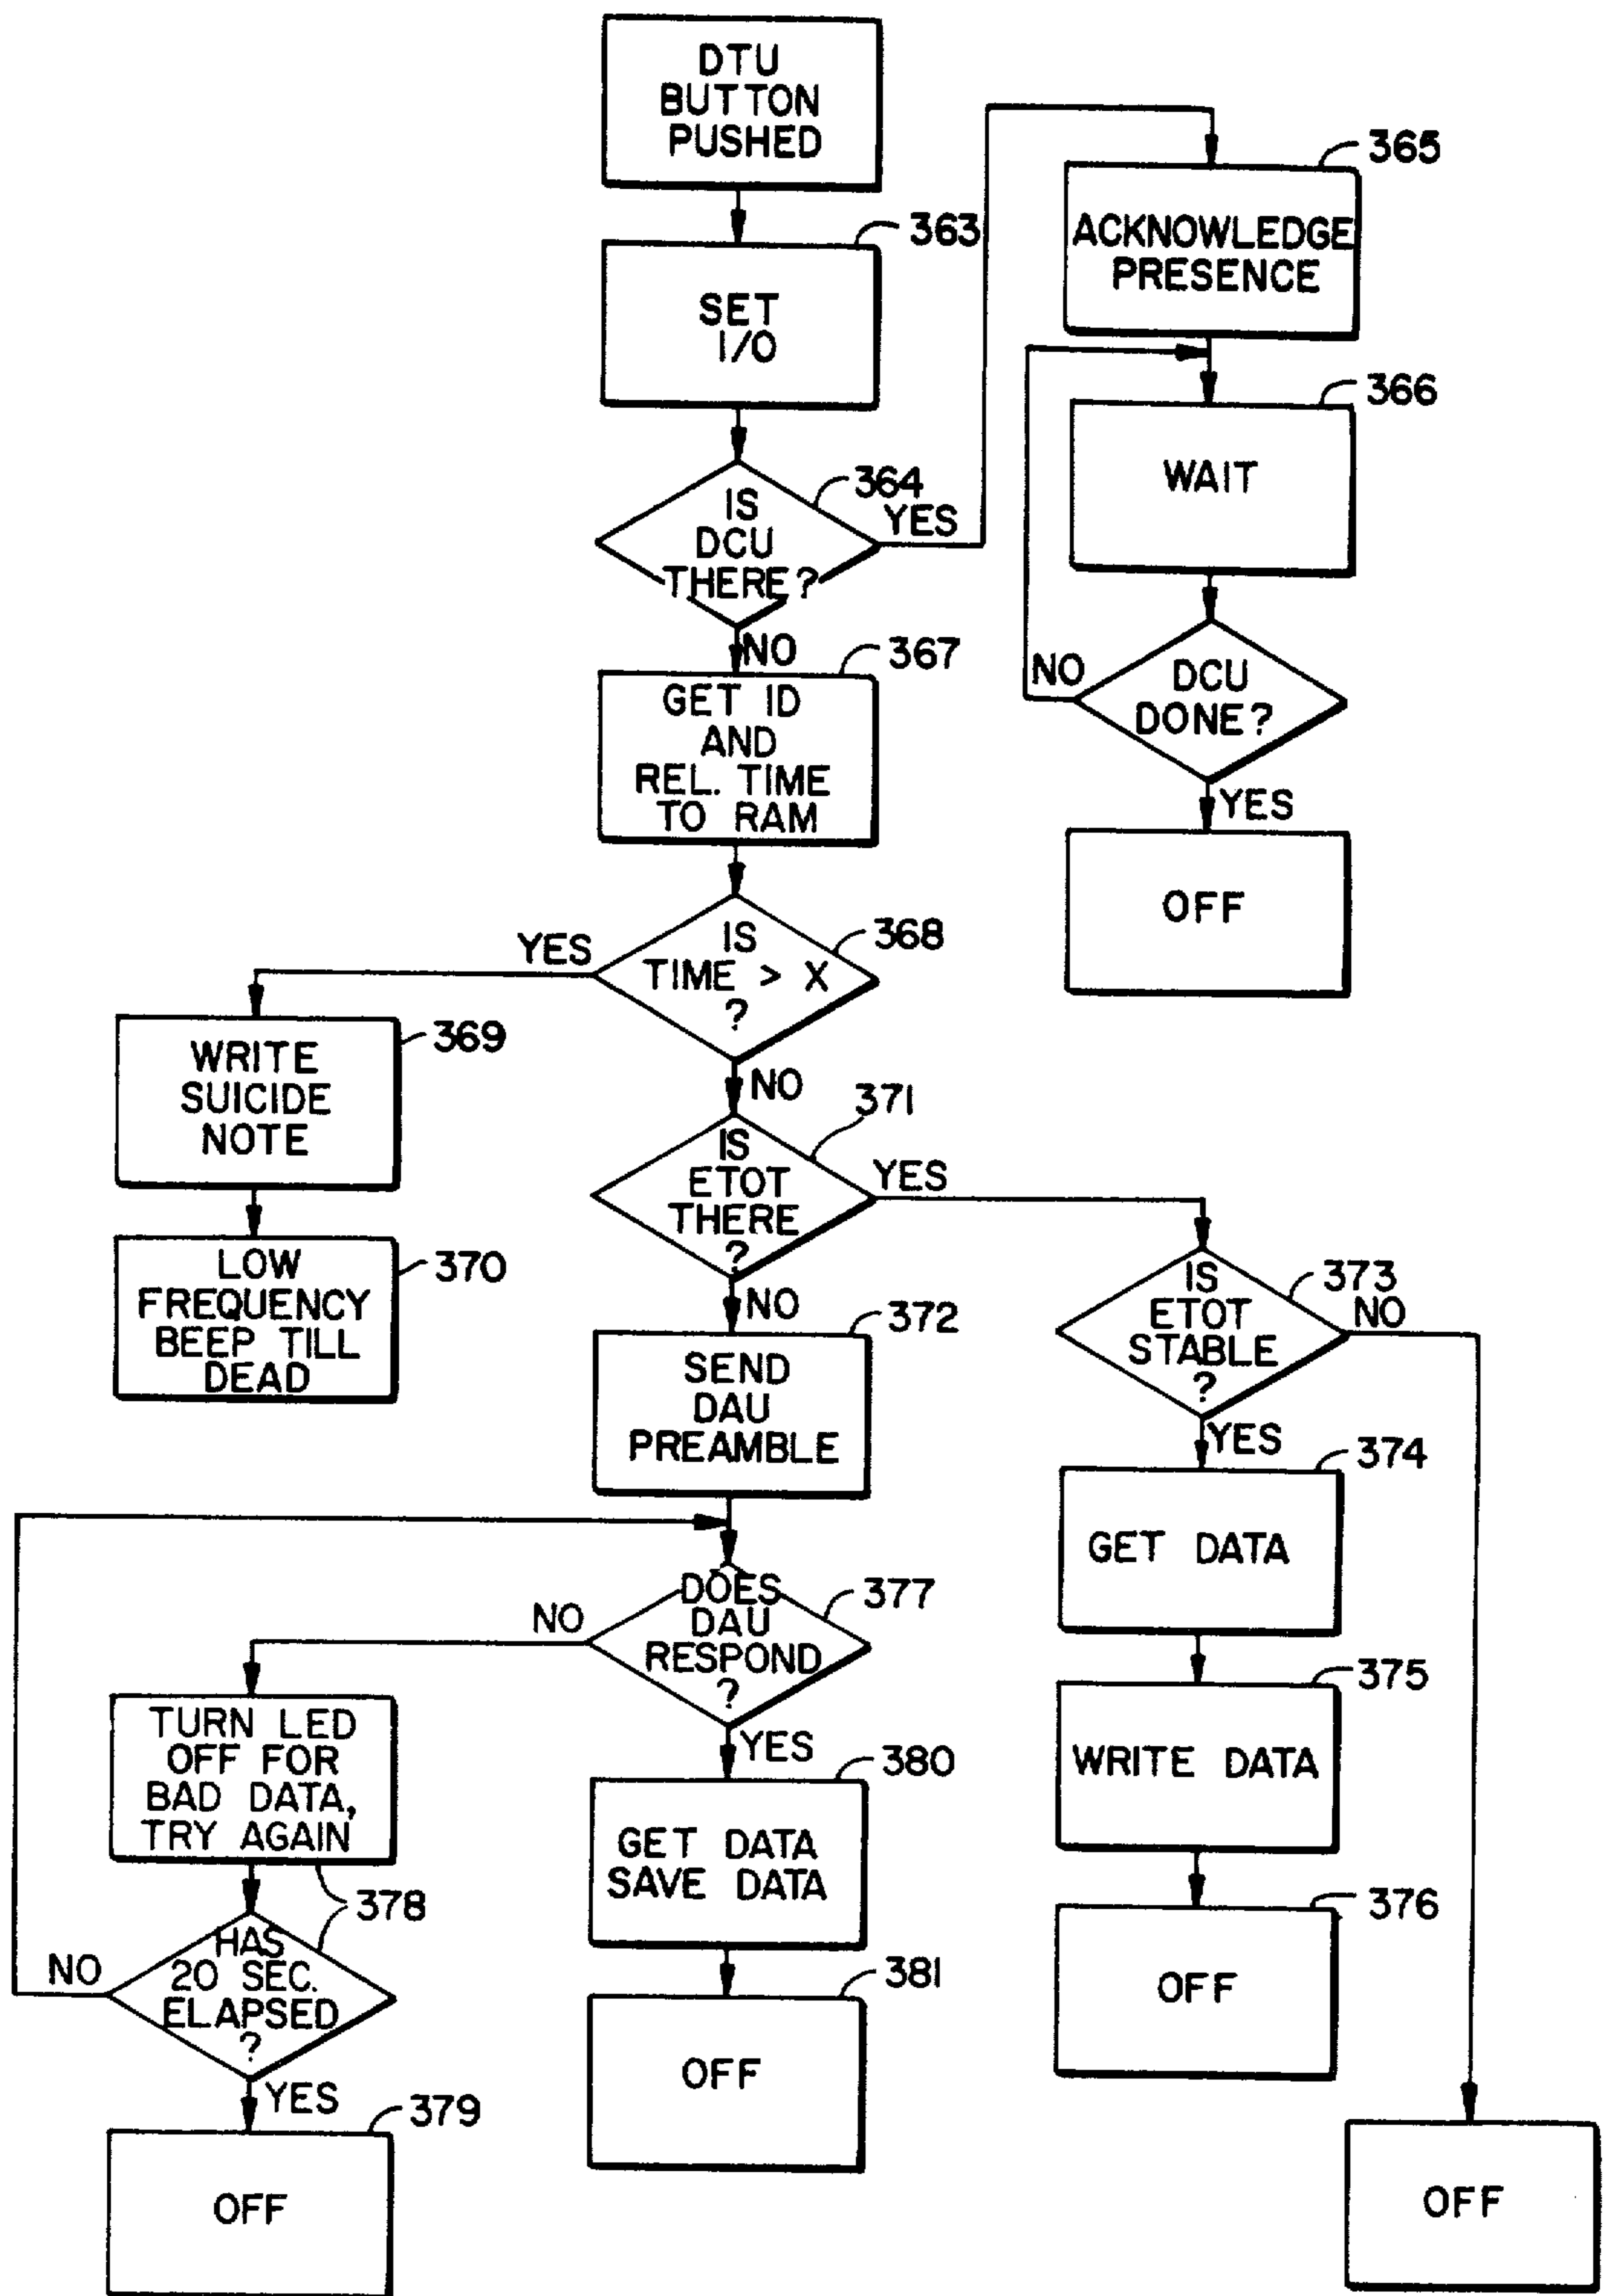 DTU
BUTTON
PUSHED
363
SET
I/O
364
IS
DCU
THERE?
YES
NO
365
ACKNOWLEDGE
PRESENCE
366
WAIT
DCU
DONE?
NO
YES
OFF
367
GET ID
AND
REL. TIME
TO RAM
368
IS
TIME > X
?
YES
NO
369
WRITE
SUICIDE
NOTE
370
LOW
FREQUENCY
BEEP TILL
DEAD
371
IS
ETOT
THERE
?
YES
NO
372
SEND
DAU
PREAMBLE
373
IS
ETOT
STABLE
?
NO
YES
374
GET DATA
375
WRITE DATA
376
OFF
OFF
377
DOES
DAU
RESPOND
?
NO
YES
TURN LED
OFF FOR
BAD DATA,
TRY AGAIN
378
HAS
20 SEC.
ELAPSED
?
NO
YES
379
OFF
380
GET DATA
SAVE DATA
381
OFF